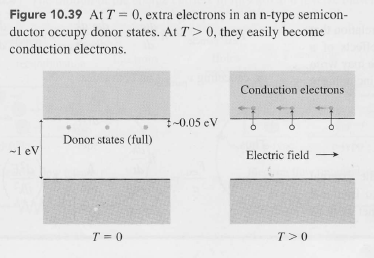 Figure 10.39 At T = 0, extra electrons in an n-type semicon-
ductor occupy donor states. At T > 0, they easily become
conduction electrons.
Conduction electrons
~0.05 eV
Donor states (full)
~1 eV
Electric field
T = 0
T > 0